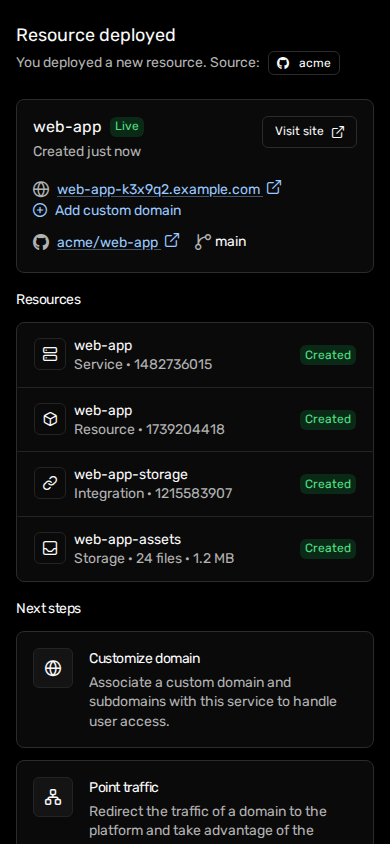 Resource deployed
You deployed a new resource. Source: acme
web-app Live
Visit site
Created just now
web-app-k3x9q2.example.com
Add custom domain
acme/web-app main
Resources
web-app
Service • 1482736015
Created
web-app
Resource • 1739204418
Created
web-app-storage
Integration • 1215583907
Created
web-app-assets
Storage • 24 files • 1.2 MB
Created
Next steps
Customize domain
Associate a custom domain and
subdomains with this service to handle
user access.
Point traffic
Redirect the traffic of a domain to the
platform and take advantage of the